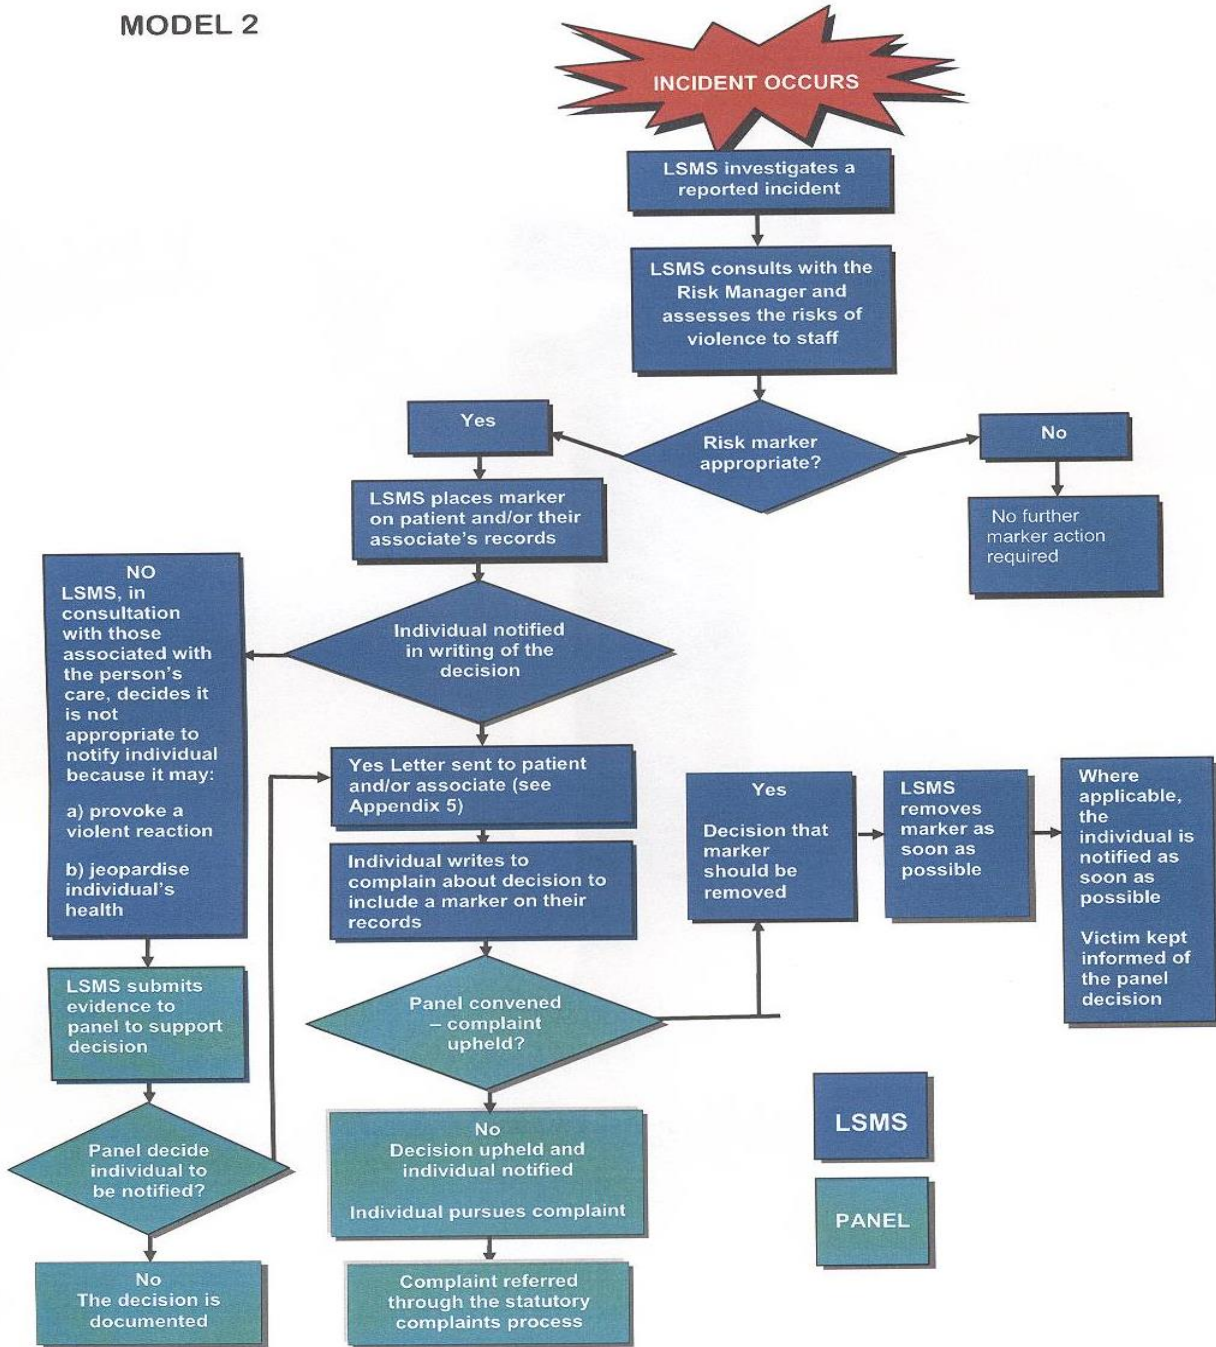 MODEL 2
INCIDENT OCCURS
LSMS investigates a
reported incident
LSMS consults with the
Risk Manager and
assesses the risks of
violence to staff
Risk marker
appropriate?
Yes
No
No further
marker action
required
LSMS places marker
on patient and/or their
associate's records
Individual notified
in writing of the
decision
NO
LSMS, in
consultation
with those
associated with
the person's
care, decides it
is not
appropriate to
notify individual
because it may:
a) provoke a
violent reaction
b) jeopardise
individual's
health
Yes Letter sent to patient
and/or associate (see
Appendix 5)
Individual writes to
complain about decision to
include a marker on their
records
Yes
Decision that
marker
should be
removed
LSMS
removes
marker as
soon as
possible
Where
applicable,
the
individual is
notified as
soon as
possible
Victim kept
informed of
the panel
decision
LSMS submits
evidence to
panel to support
decision
Panel convened
– complaint
upheld?
Panel decide
individual to
be notified?
No
Decision upheld and
individual notified
Individual pursues complaint
No
The decision is
documented
Complaint referred
through the statutory
complaints process
LSMS
PANEL